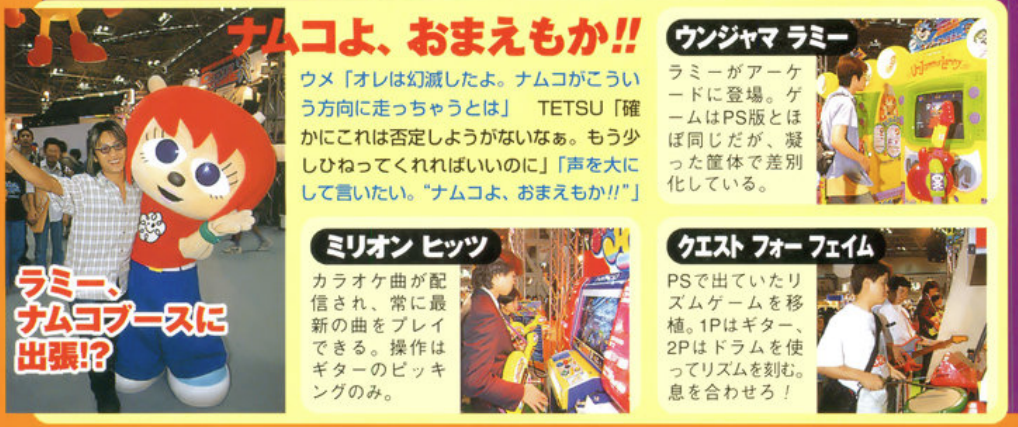 ナムコよ、おまえもか!!
ウメ「オレは幻滅したよ。ナムコがこうい
う方向に走っちゃうとは」 TETSU「確
かにこれは否定しようがないなぁ。もう少
しひねってくれればいいのに」「声を大に
して言いたい。“ナムコよ、おまえもか!!”」
ラミー、
ナムコブースに
出張!?
ミリオン ヒッツ
カラオケ曲が配
信され、常に最
新の曲をプレイ
できる。操作は
ギターのピッキ
ングのみ。
ウンジャマ ラミー
ラミーがアーケ
ードに登場。ゲ
ームはPS版とほ
ぼ同じだが、凝
った筐体で差別
化している。
UmJammer Lammy
クエスト フォー フェイム
PSで出ていたリ
ズムゲームを移
植。1Pはギター、
2Pはドラムを使
ってリズムを刻む。
息を合わせろ!